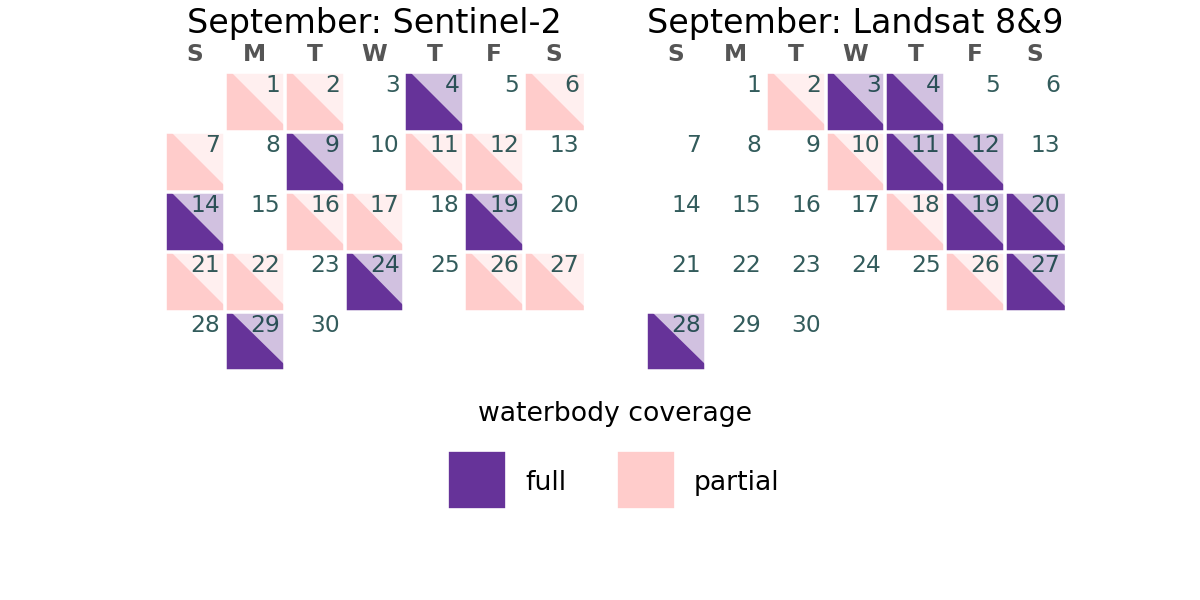 September: Sentinel-2
S M T W T F S
1 2 3 4 5 6
7 8 9 10 11 12 13
14 15 16 17 18 19 20
21 22 23 24 25 26 27
28 29 30
September: Landsat 8&9
S M T W T F S
1 2 3 4 5 6
7 8 9 10 11 12 13
14 15 16 17 18 19 20
21 22 23 24 25 26 27
28 29 30
waterbody coverage
full partial